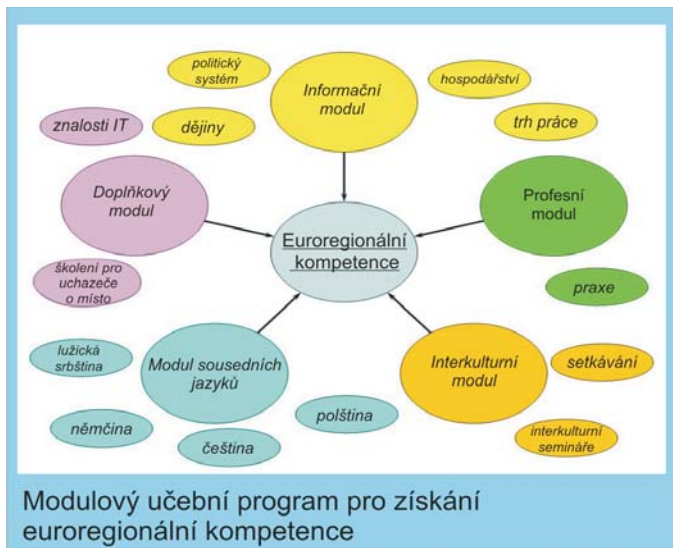 politický
systém
Informační
modul
hospodářství
znalosti IT
dějiny
trh práce
Doplňkový
modul
Profesní
modul
Euroregionální
kompetence
školení pro
uchazeče
o místo
praxe
lužická
srbština
Modul sousedních
jazyků
Interkulturní
modul
setkávání
němčina
čeština
polština
interkulturní
semináře
Modulový učební program pro získání
euroregionální kompetence